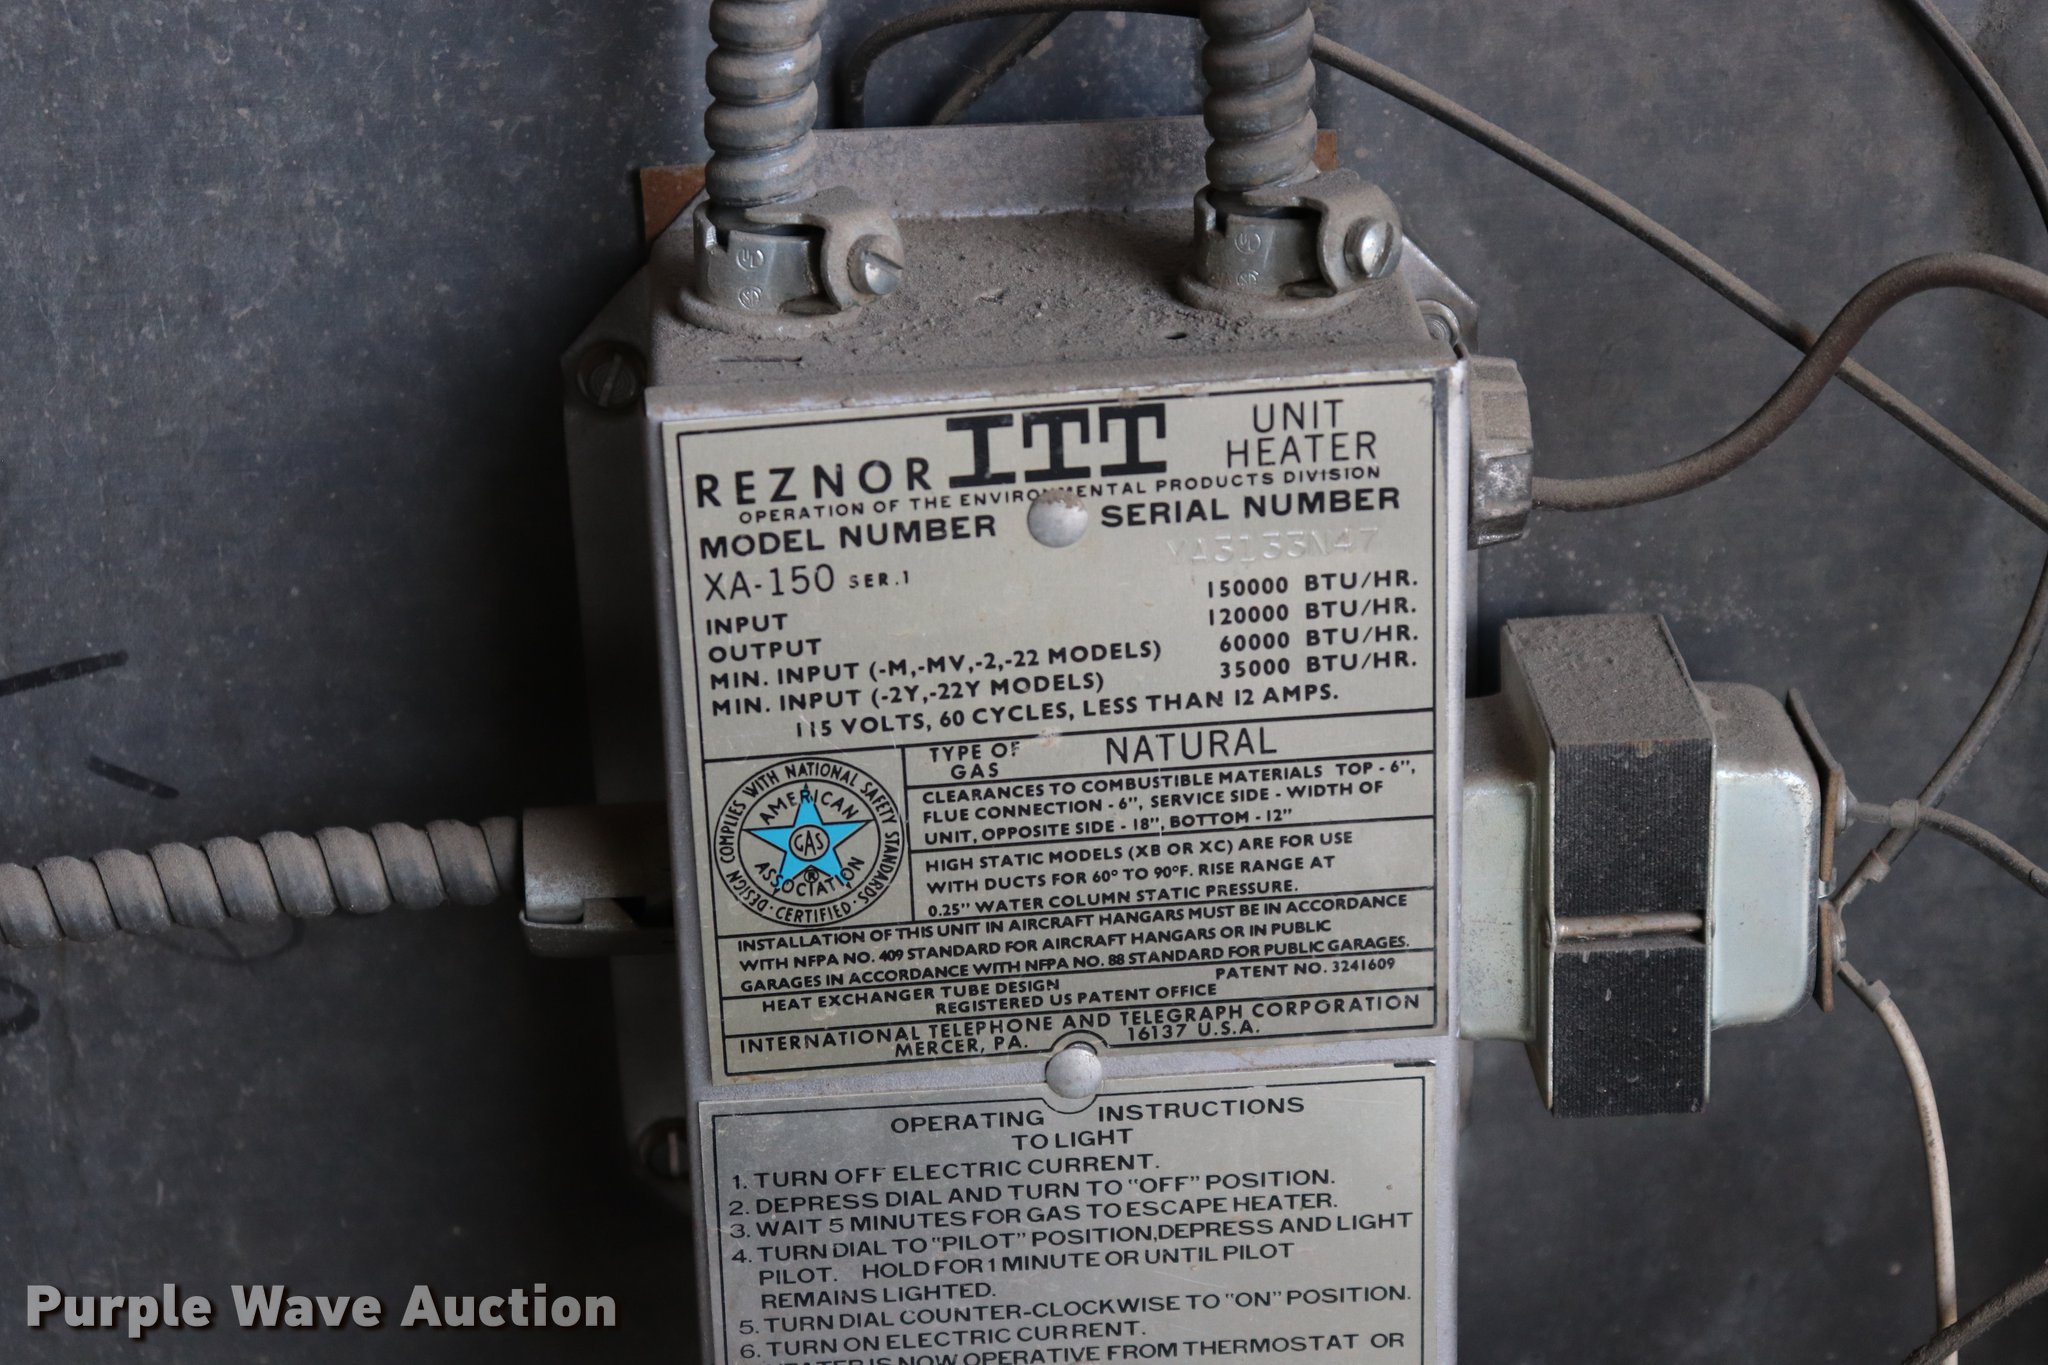 REZNOR ITT UNIT HEATER
OPERATION OF THE ENVIRONMENTAL PRODUCTS DIVISION
MODEL NUMBER SERIAL NUMBER
XA-150 SER.1
INPUT 150000 BTU/HR.
OUTPUT 120000 BTU/HR.
MIN. INPUT (-M,-MV,-2,-22 MODELS) 60000 BTU/HR.
MIN. INPUT (-2Y,-22Y MODELS) 35000 BTU/HR.
115 VOLTS, 60 CYCLES, LESS THAN 12 AMPS.
TYPE OF GAS NATURAL
DESIGN COMPLIES WITH NATIONAL SAFETY STANDARDS
· CERTIFIED ·
AMERICAN
GAS
®
ASSOCIATION
CLEARANCES TO COMBUSTIBLE MATERIALS TOP - 6",
FLUE CONNECTION - 6", SERVICE SIDE - WIDTH OF
UNIT, OPPOSITE SIDE - 18", BOTTOM - 12"
HIGH STATIC MODELS (XB OR XC) ARE FOR USE
WITH DUCTS FOR 60° TO 90°F. RISE RANGE AT
0.25" WATER COLUMN STATIC PRESSURE.
INSTALLATION OF THIS UNIT IN AIRCRAFT HANGARS MUST BE IN ACCORDANCE
WITH NFPA NO. 409 STANDARD FOR AIRCRAFT HANGARS OR IN PUBLIC
GARAGES IN ACCORDANCE WITH NFPA NO. 88 STANDARD FOR PUBLIC GARAGES.
HEAT EXCHANGER TUBE DESIGN PATENT NO. 3241609
REGISTERED US PATENT OFFICE
INTERNATIONAL TELEPHONE AND TELEGRAPH CORPORATION
MERCER, PA. 16137 U.S.A.
OPERATING INSTRUCTIONS
TO LIGHT
1. TURN OFF ELECTRIC CURRENT.
2. DEPRESS DIAL AND TURN TO "OFF" POSITION.
3. WAIT 5 MINUTES FOR GAS TO ESCAPE HEATER.
4. TURN DIAL TO "PILOT" POSITION, DEPRESS AND LIGHT
PILOT. HOLD FOR 1 MINUTE OR UNTIL PILOT
REMAINS LIGHTED.
5. TURN DIAL COUNTER-CLOCKWISE TO "ON" POSITION.
6. TURN ON ELECTRIC CURRENT.
HEATER IS NOW OPERATIVE FROM THERMOSTAT OR
Purple Wave Auction